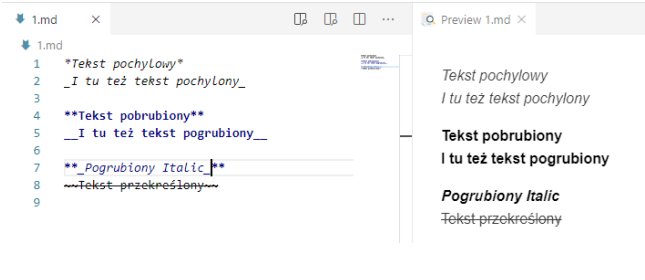 1.md
Preview 1.md
1.md
1 *Tekst pochylowy*
2 _I tu też tekst pochylony_
3
4 **Tekst pobrubiony**
5 __I tu też tekst pogrubiony__
6
7 **_Pogrubiony Italic_**
8 ~~Tekst przekreślony~~
9
Tekst pochylowy
I tu też tekst pochylony
Tekst pobrubiony
I tu też tekst pogrubiony
Pogrubiony Italic
Tekst przekreślony